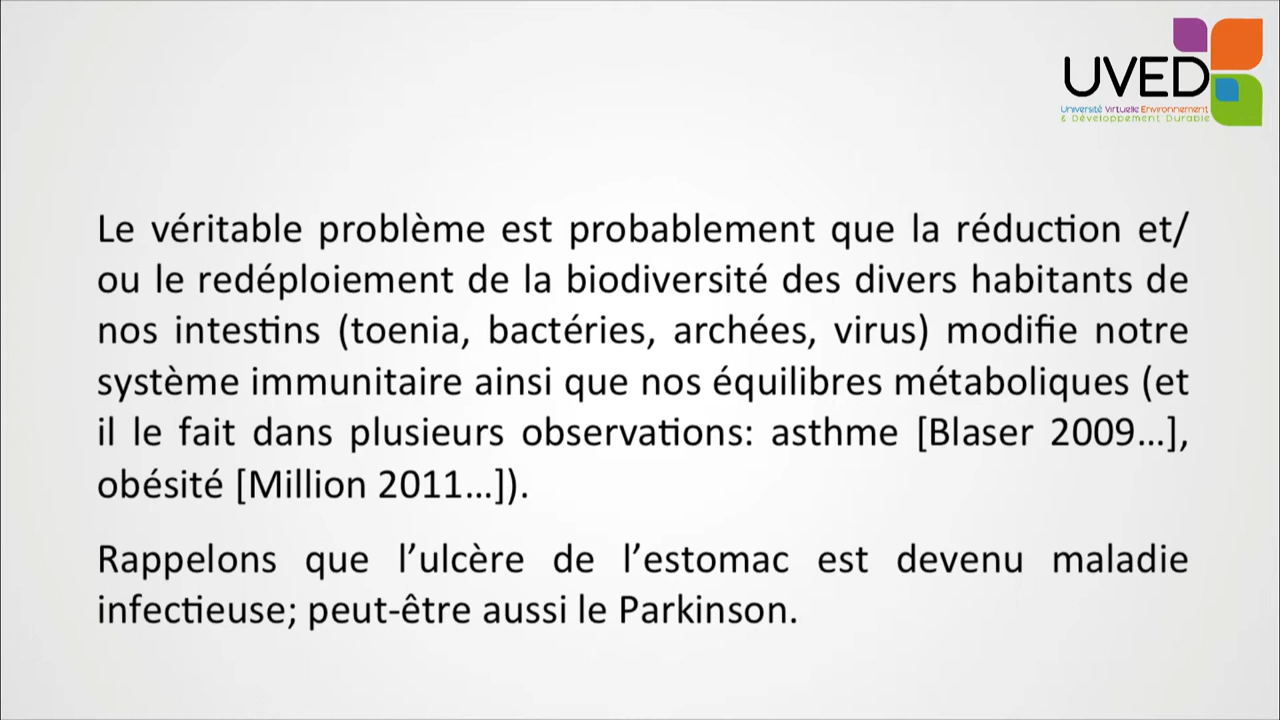 UVED
Université Virtuelle Environnement
& Développement Durable
Le véritable problème est probablement que la réduction et/
ou le redéploiement de la biodiversité des divers habitants de
nos intestins (toenia, bactéries, archées, virus) modifie notre
système immunitaire ainsi que nos équilibres métaboliques (et
il le fait dans plusieurs observations: asthme [Blaser 2009…],
obésité [Million 2011…]).
Rappelons que l’ulcère de l’estomac est devenu maladie
infectieuse; peut-être aussi le Parkinson.